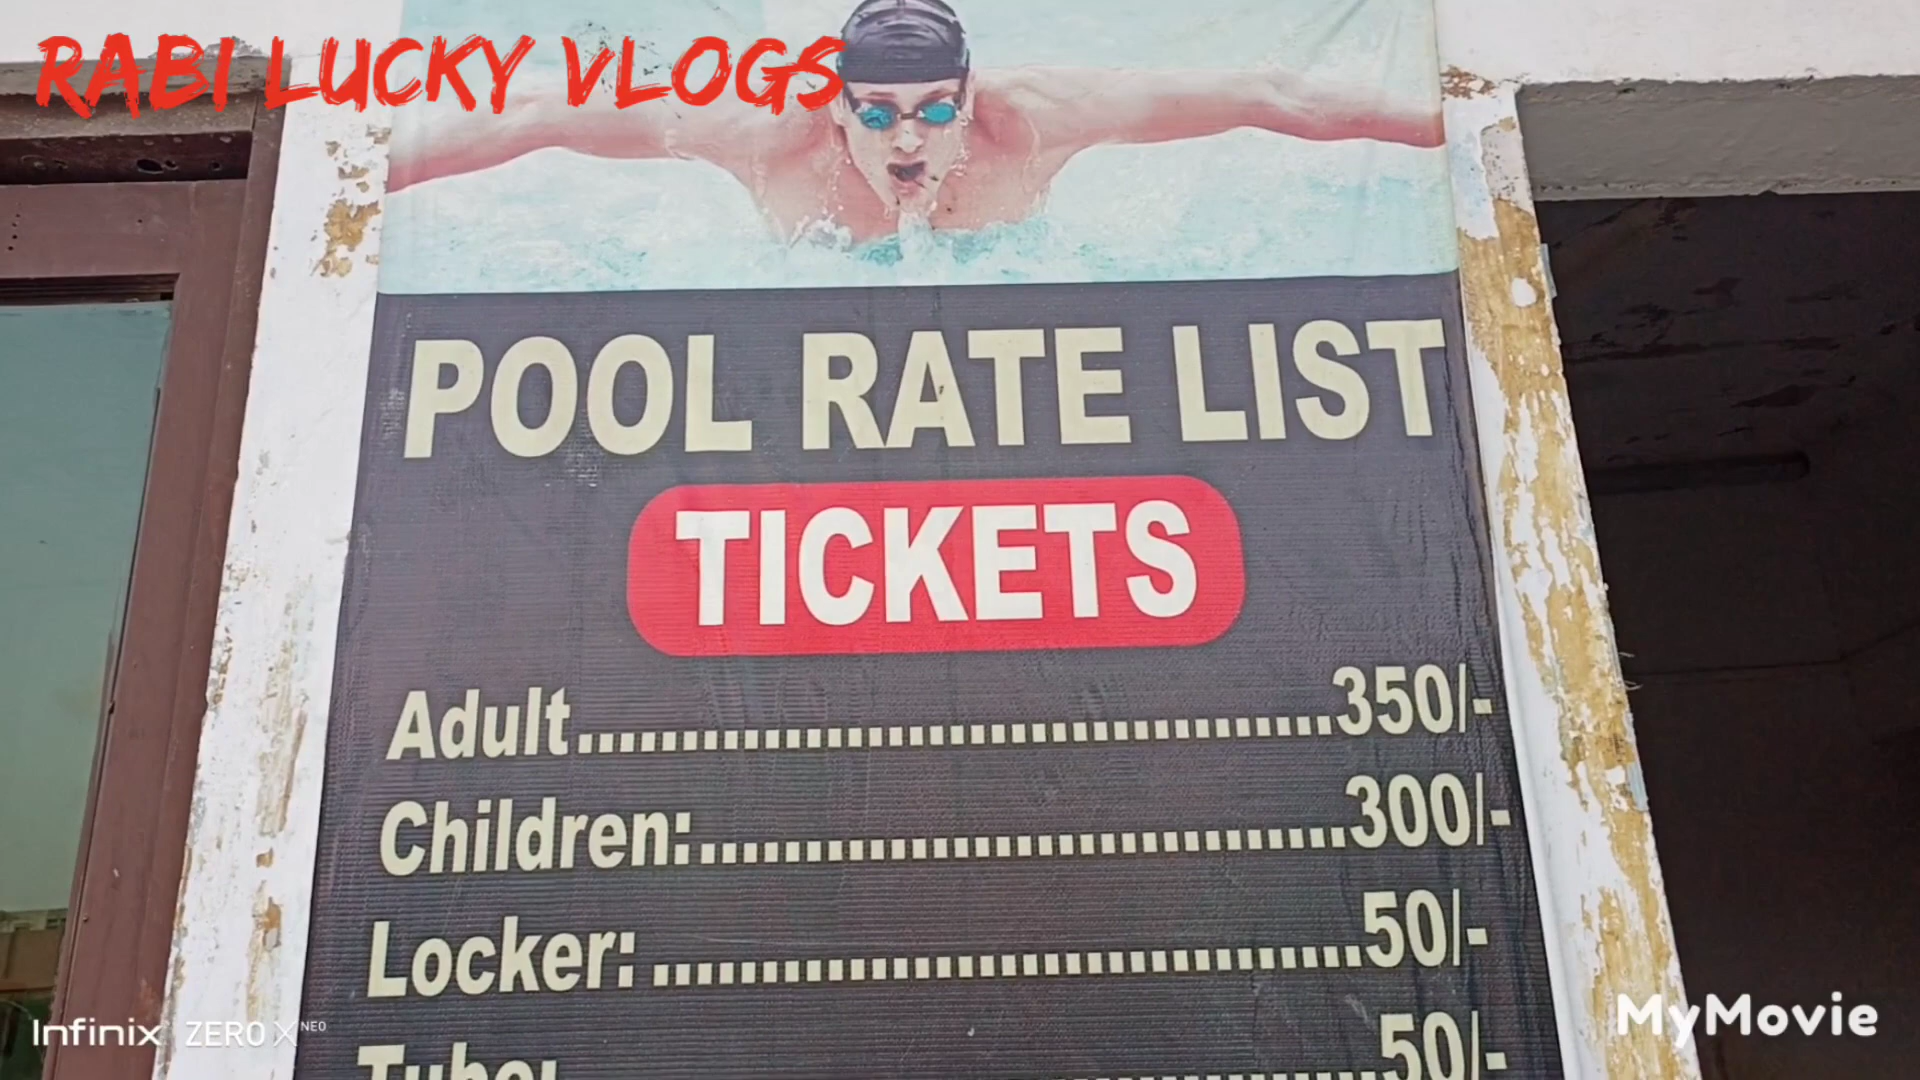 RABI LUCKY VLOGS
POOL RATE LIST
TICKETS
Adult....................................350/-
Children:...............................300/-
Locker:..................................50/-
Tube:....................................50/-
Infinix ZERO X NEO
MyMovie